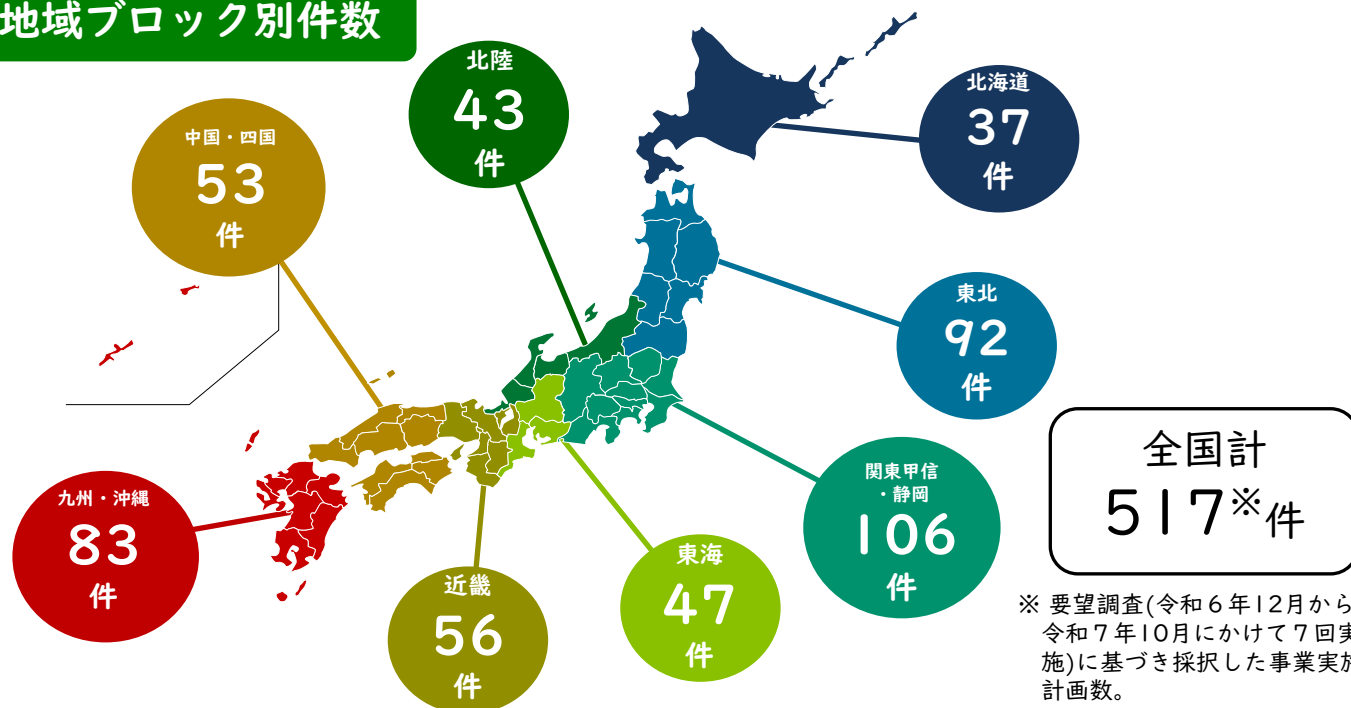 地域ブロック別件数
北陸
43
件
北海道
37
件
中国・四国
53
件
東北
92
件
全国計
517※件
関東甲信
・静岡
106
件
九州・沖縄
83
件
東海
47
件
近畿
56
件
※ 要望調査(令和6年12月から
令和7年10月にかけて7回実
施)に基づき採択した事業実施
計画数。